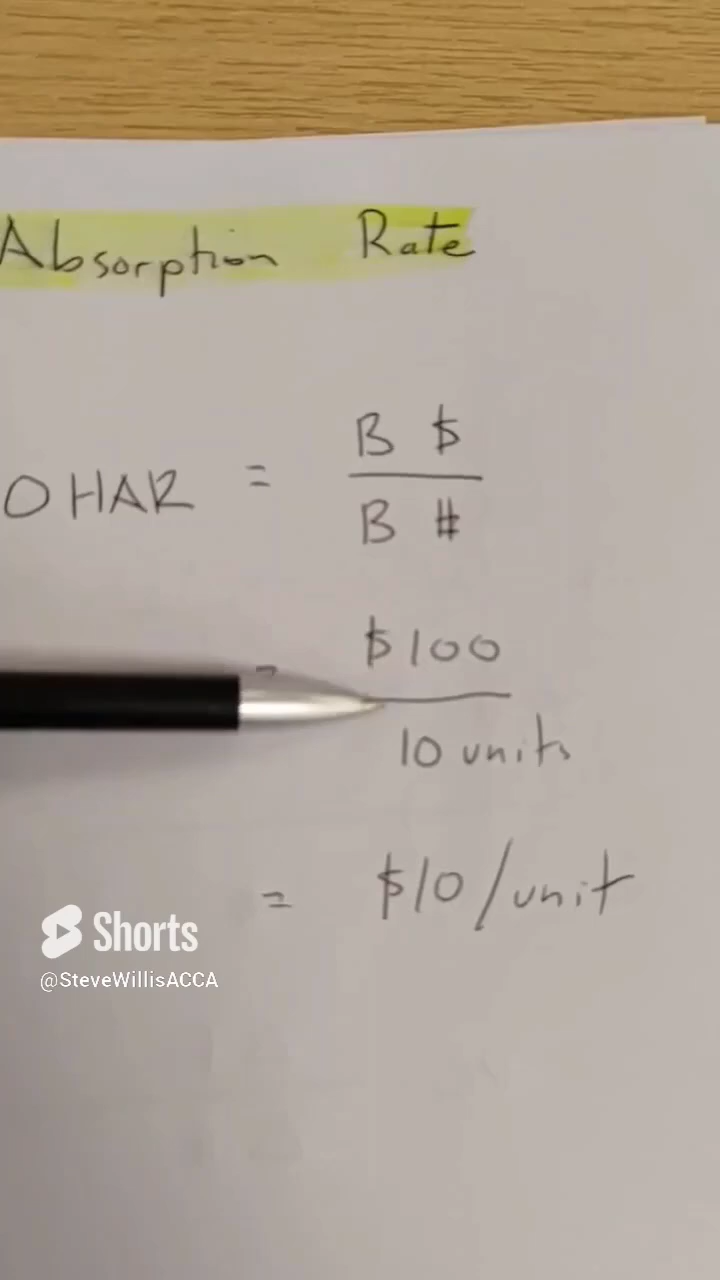 Absorption Rate
OHAR = B $
B #
= $100
10 units
= $10/unit
Shorts
@SteveWillisACCA